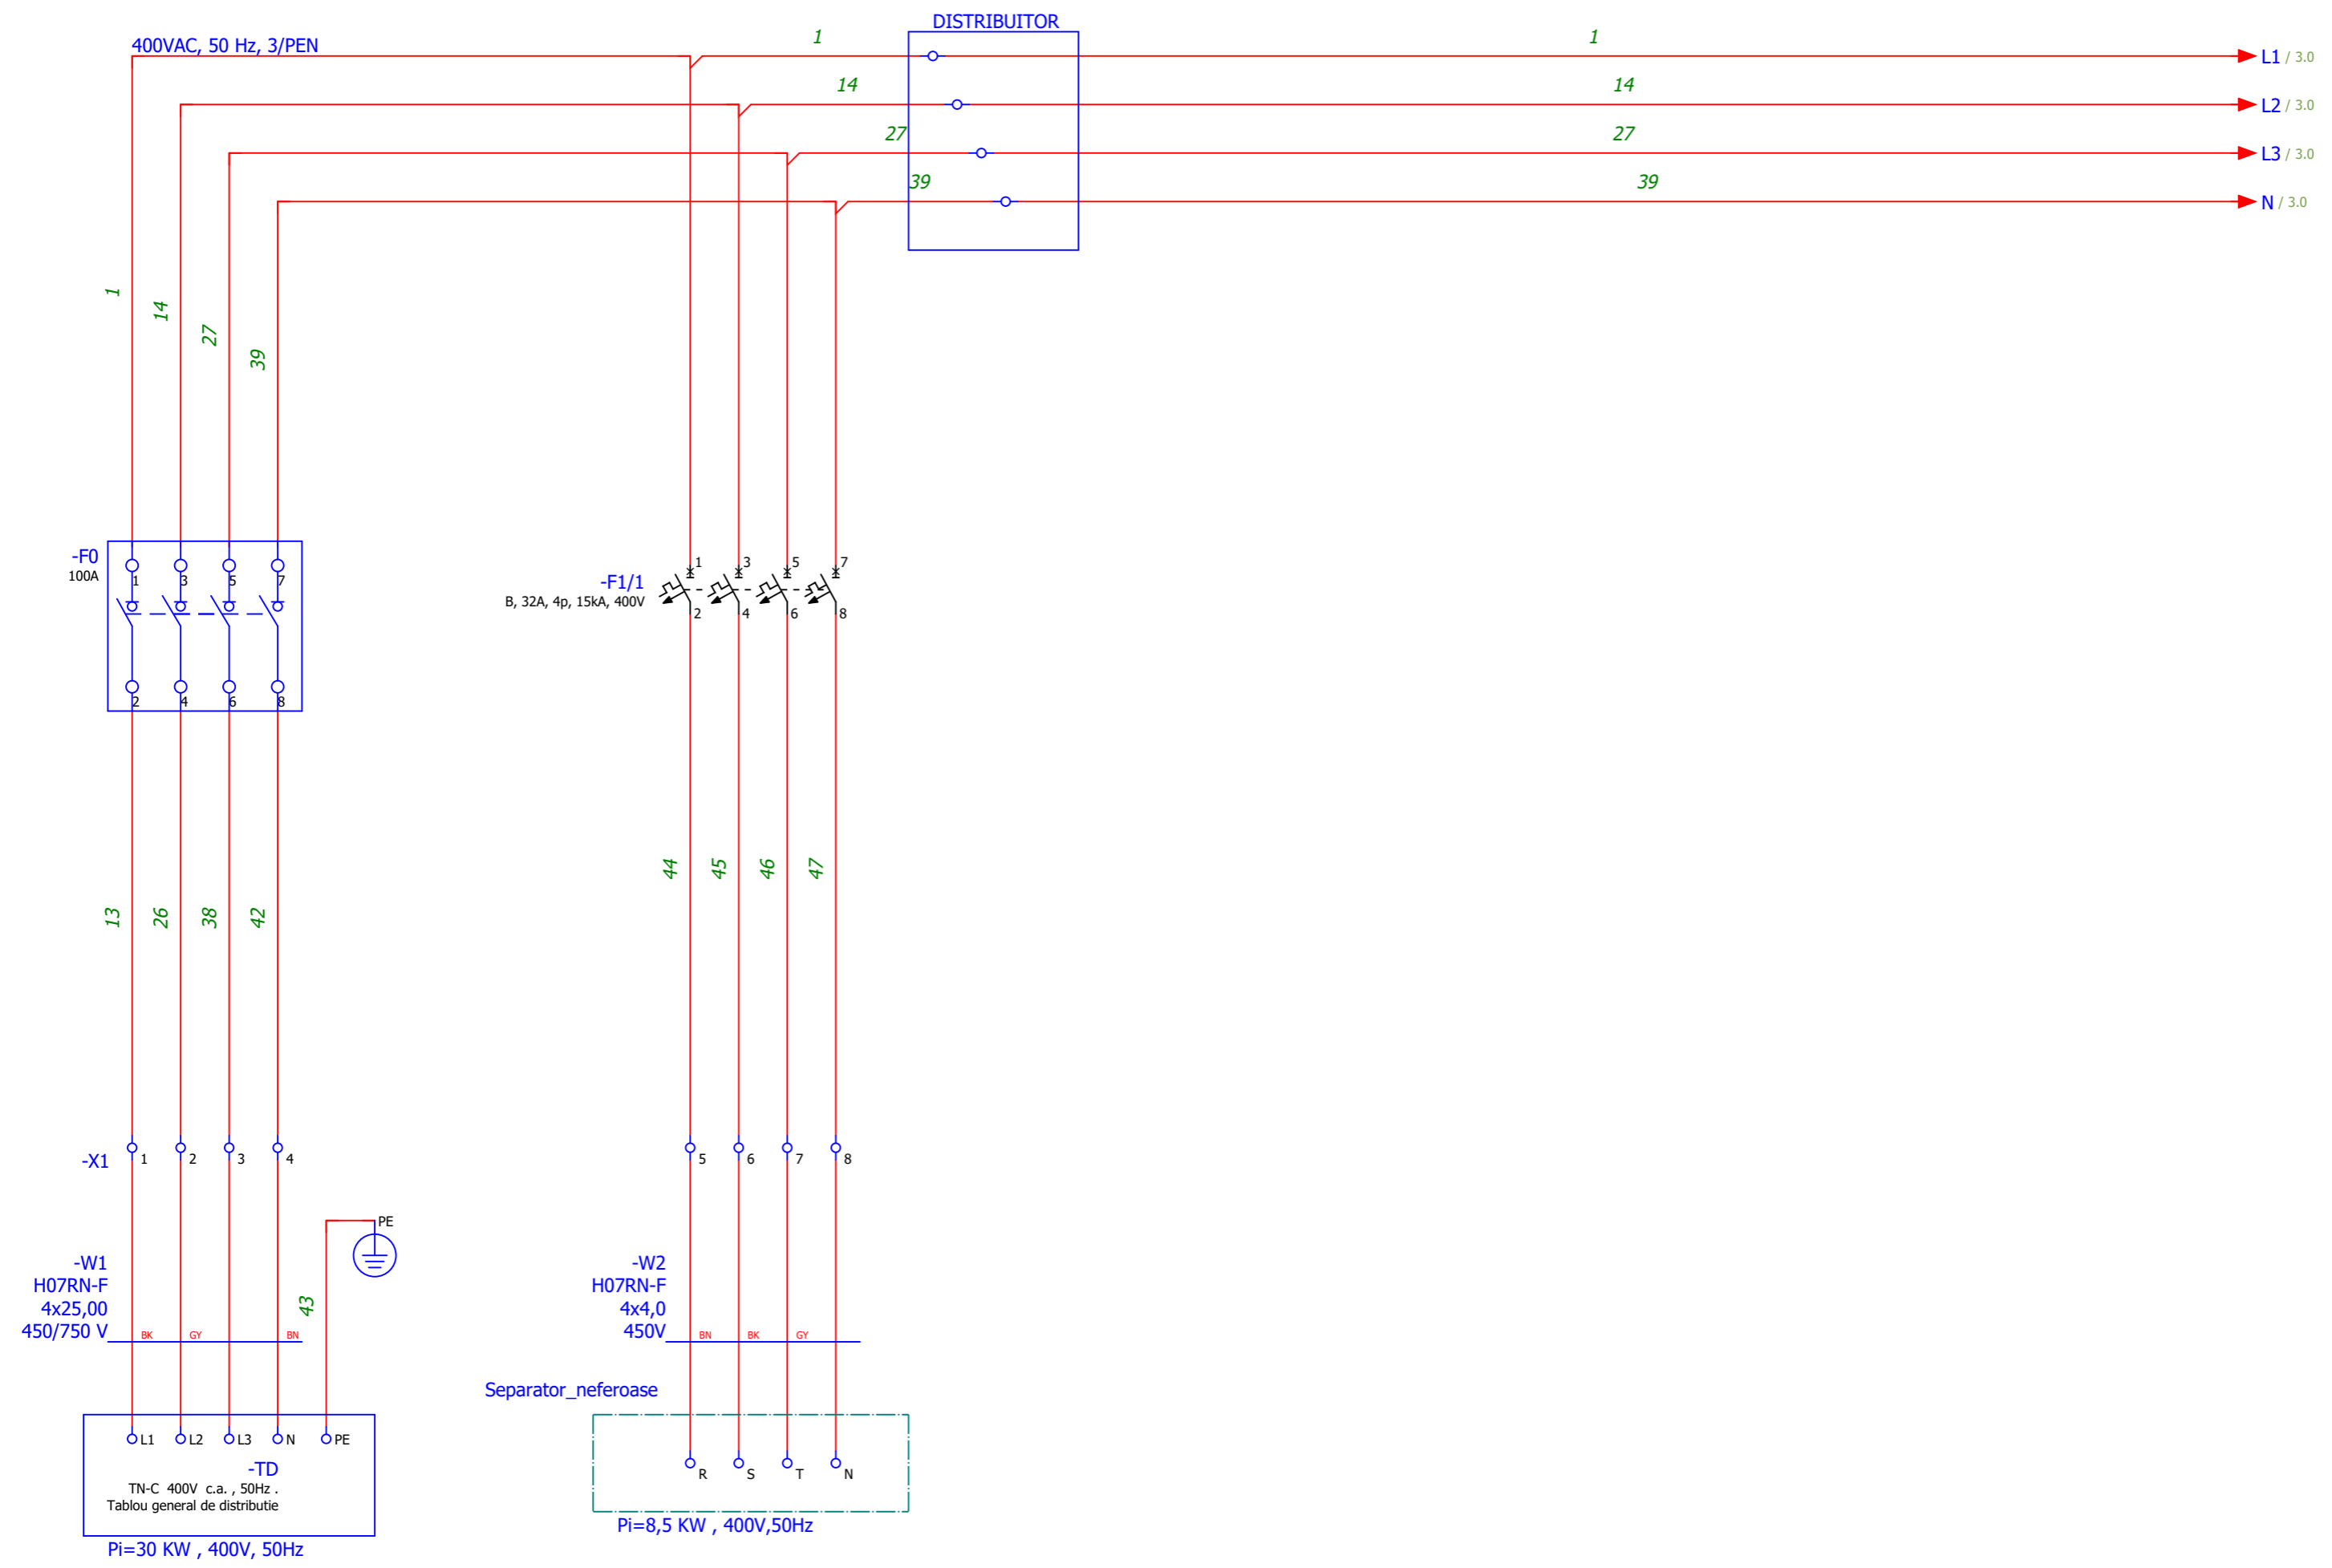 DISTRIBUITOR
400VAC, 50 Hz, 3/PEN
1
1
L1 / 3.0
14
14
L2 / 3.0
27
27
L3 / 3.0
39
39
N / 3.0
1
14
27
39
-F0
100A
1 3 5 7
2 4 6 8
-F1/1
B, 32A, 4p, 15kA, 400V
1 3 5 7
2 4 6 8
13
26
38
42
44
45
46
47
-X1
1 2 3 4
5 6 7 8
PE
43
-W1
H07RN-F
4x25,00
450/750 V
BK GY BN
-W2
H07RN-F
4x4,0
450V
BN BK GY
L1 L2 L3 N PE
-TD
TN-C 400V c.a. , 50Hz .
Tablou general de distributie
Pi=30 KW , 400V, 50Hz
Separator_neferoase
R S T N
Pi=8,5 KW , 400V,50Hz